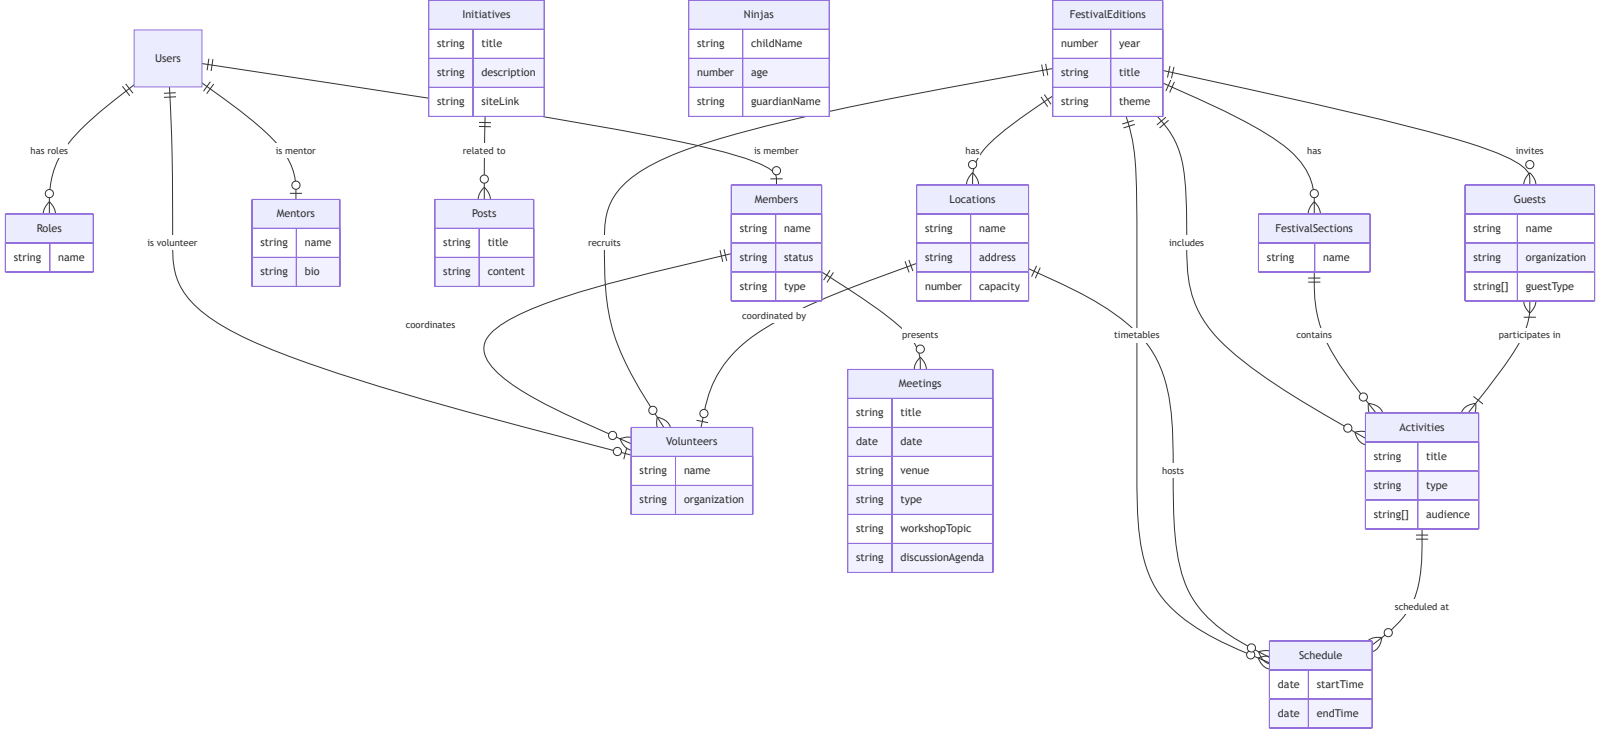 Initiatives
string title
string description
string siteLink
Ninjas
string childName
number age
string guardianName
FestivalEditions
number year
string title
string theme
Users
has roles
is mentor
related to
is member
has
has
invites
Roles
string name
is volunteer
Mentors
string name
string bio
Posts
string title
string content
recruits
Members
string name
string status
string type
Locations
string name
string address
number capacity
includes
FestivalSections
string name
Guests
string name
string organization
string[] guestType
coordinates
coordinated by
presents
timetables
contains
participates in
Meetings
string title
date date
string venue
string type
string workshopTopic
string discussionAgenda
Volunteers
string name
string organization
hosts
Activities
string title
string type
string[] audience
scheduled at
Schedule
date startTime
date endTime